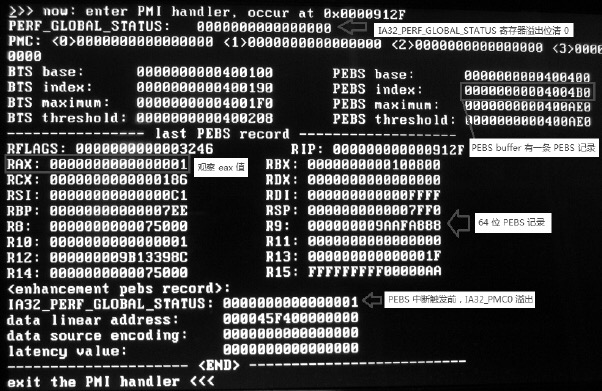 >>> now: enter PMI handler, occur at 0x0000912F
PERF_GLOBAL_STATUS: 0000000000000000
IA32_PERF_GLOBAL_STATUS 寄存器溢出位清 0
PMC: <0>0000000000000000 <1>0000000000000000 <2>0000000000000000 <3>000000000000
0000
BTS base: 0000000000400100 PEBS base: 0000000000400400
BTS index: 0000000000400190 PEBS index: 00000000004004B0
BTS maximum: 00000000004001F0 PEBS maximum: 0000000000400AE0
BTS threshold: 0000000000400208 PEBS threshold: 0000000000400AE0
PEBS buffer 有一条 PEBS 记录
---------------- last PEBS record -----------------
RFLAGS: 0000000000003246 RIP: 000000000000912F
RAX: 0000000000000001 RBX: 0000000000100800
观察 eax 值
RCX: 0000000000000186 RDX: 0000000000000000
RSI: 00000000000000C1 RDI: 000000000000FFFF
RBP: 00000000000007EE RSP: 0000000000007FF0
R8: 0000000000075000 R9: 000000009AAFA888
64 位 PEBS 记录
R10: 0000000000000001 R11: 0000000000000000
R12: 000000009B13398C R13: 000000000000001F
R14: 0000000000075000 R15: FFFFFFFFF00000AA
<enhancement pebs record>:
IA32_PERF_GLOBAL_STATUS: 0000000000000001
PEBS 中断触发前，IA32_PMC0 溢出
data linear address: 000045F400000000
data source encoding: 0000000000000000
latency value: 0000000000000000
---------------------- <END> --------------------------
exit the PMI handler <<<